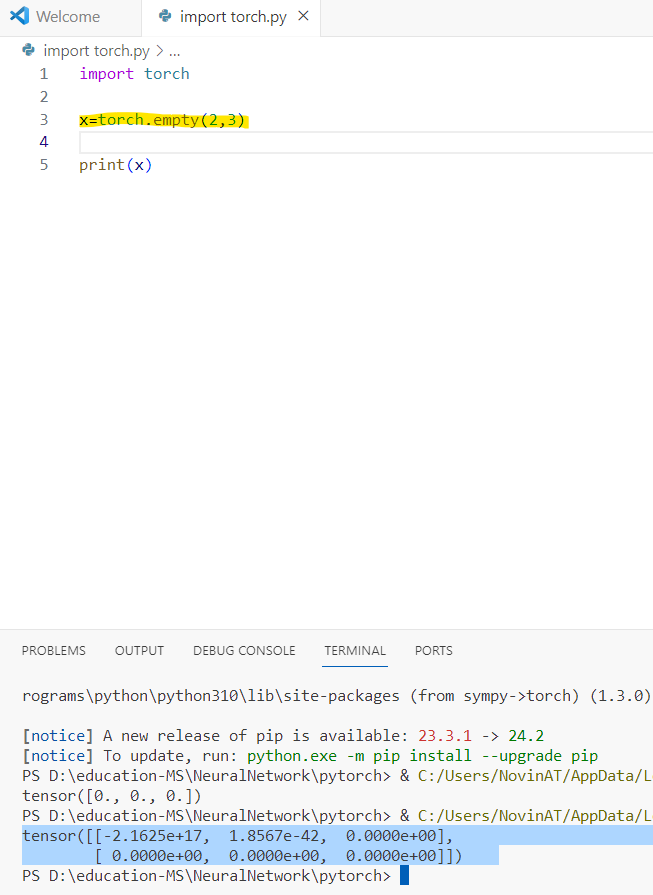 Welcome
import torch.py
import torch.py > ...
1 import torch
2
3 x=torch.empty(2,3)
4
5 print(x)
PROBLEMS OUTPUT DEBUG CONSOLE TERMINAL PORTS
rograms\python\python310\lib\site-packages (from sympy->torch) (1.3.0)
[notice] A new release of pip is available: 23.3.1 -> 24.2
[notice] To update, run: python.exe -m pip install --upgrade pip
PS D:\education-MS\NeuralNetwork\pytorch> & C:/Users/NovinAT/AppData/L
tensor([0., 0., 0.])
PS D:\education-MS\NeuralNetwork\pytorch> & C:/Users/NovinAT/AppData/L
tensor([[-2.1625e+17,  1.8567e-42,  0.0000e+00],
        [ 0.0000e+00,  0.0000e+00,  0.0000e+00]])
PS D:\education-MS\NeuralNetwork\pytorch>